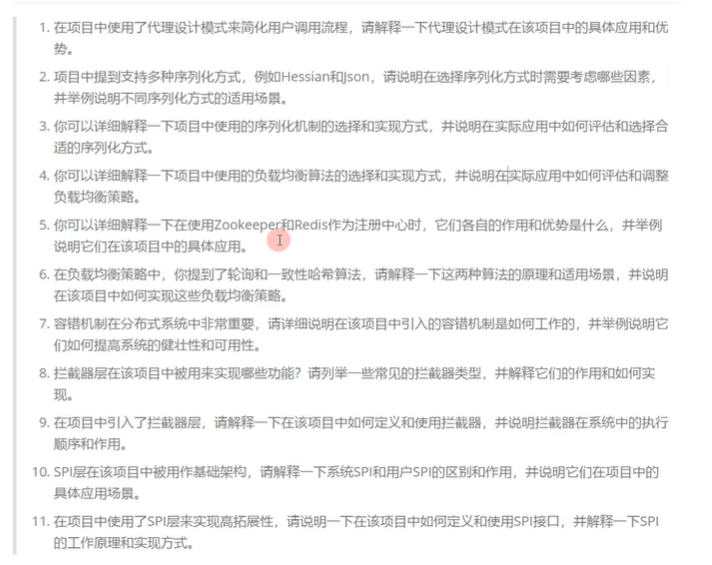 1. 在项目中使用了代理设计模式来简化用户调用流程，请解释一下代理设计模式在该项目中的具体应用和优
势。
2. 项目中提到支持多种序列化方式，例如Hessian和Json，请说明在选择序列化方式时需要考虑哪些因素，
并举例说明不同序列化方式的适用场景。
3. 你可以详细解释一下项目中使用的序列化机制的选择和实现方式，并说明在实际应用中如何评估和选择合
适的序列化方式。
4. 你可以详细解释一下项目中使用的负载均衡算法的选择和实现方式，并说明在实际应用中如何评估和调整
负载均衡策略。
5. 你可以详细解释一下在使用Zookeeper和Redis作为注册中心时，它们各自的作用和优势是什么，并举例
说明它们在该项目中的具体应用。
6. 在负载均衡策略中，你提到了轮询和一致性哈希算法，请解释一下这两种算法的原理和适用场景，并说明
在该项目中如何实现这些负载均衡策略。
7. 容错机制在分布式系统中非常重要，请详细说明在该项目中引入的容错机制是如何工作的，并举例说明它
们如何提高系统的健壮性和可用性。
8. 拦截器层在该项目中被用来实现哪些功能？请列举一些常见的拦截器类型，并解释它们的作用和如何实
现。
9. 在项目中引入了拦截器层，请解释一下在该项目中如何定义和使用拦截器，并说明拦截器在系统中的执行
顺序和作用。
10. SPI层在该项目中被用作基础架构，请解释一下系统SPI和用户SPI的区别和作用，并说明它们在项目中的
具体应用场景。
11. 在项目中使用了SPI层来实现高拓展性，请说明一下在该项目中如何定义和使用SPI接口，并解释一下SPI
的工作原理和实现方式。